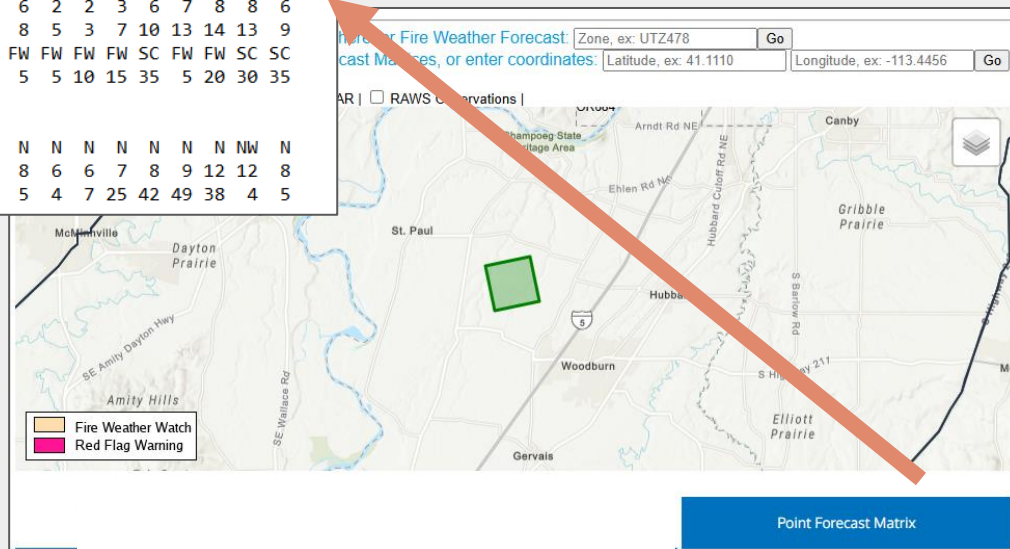 6 2 2 3 6 7 8 8 6
8 5 3 7 10 13 14 13 9
FW FW FW FW SC FW FW SC SC
5 5 10 15 35 5 20 30 35
N N N N N N N NW N
8 6 6 7 8 9 12 12 8
5 4 7 25 42 49 38 4 5
Fire Weather Forecast: Zone, ex: UTZ478 Go
or enter coordinates: Latitude, ex: 41.1110 Longitude, ex: -113.4456 Go
AR | RAWS |
Arndt Rd NE
Canby
Champoeg State
Heritage Area
Ehlen Rd NE
Hubbard Cutoff Rd NE
Gribble
Prairie
McMinnville
Dayton
Prairie
St. Paul
S Barlow Rd
5
SE Amity Dayton Hwy
Woodburn
S Highway 211
Amity Hills
SE Wallace Rd
Elliott
Prairie
Fire Weather Watch
Red Flag Warning
Gervais
Point Forecast Matrix